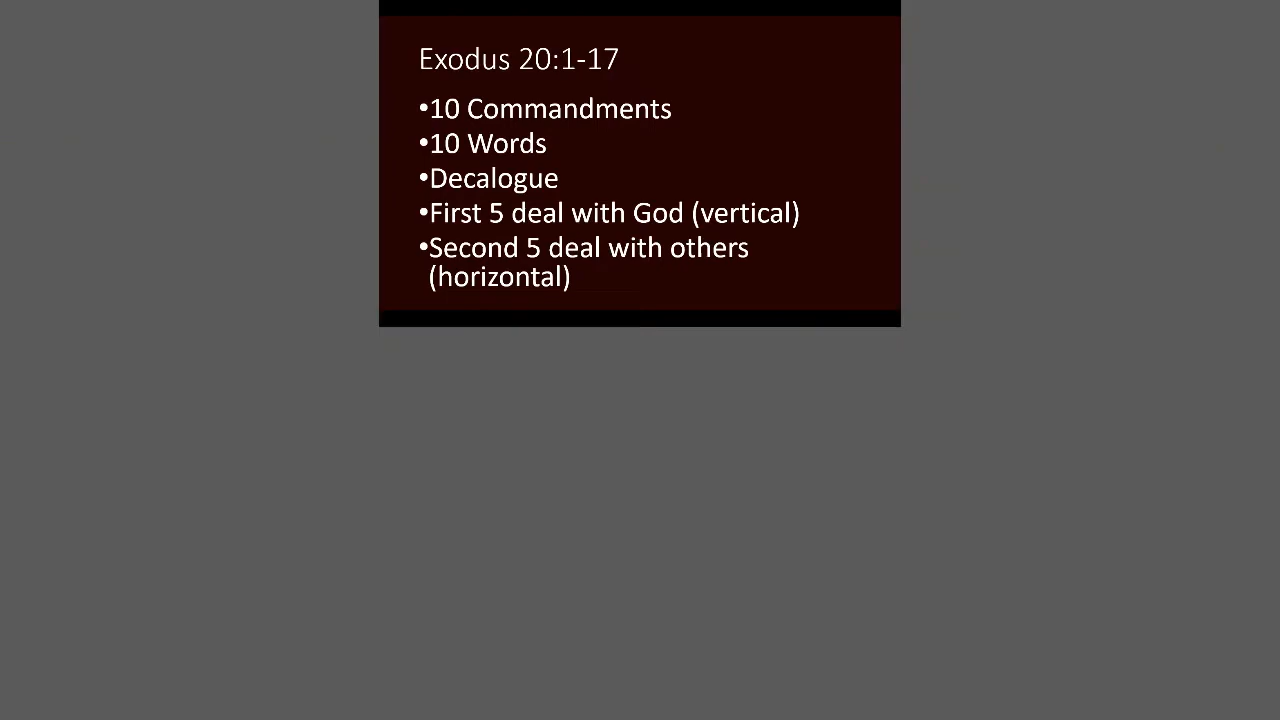 Exodus 20:1-17
•10 Commandments
•10 Words
•Decalogue
•First 5 deal with God (vertical)
•Second 5 deal with others
(horizontal)